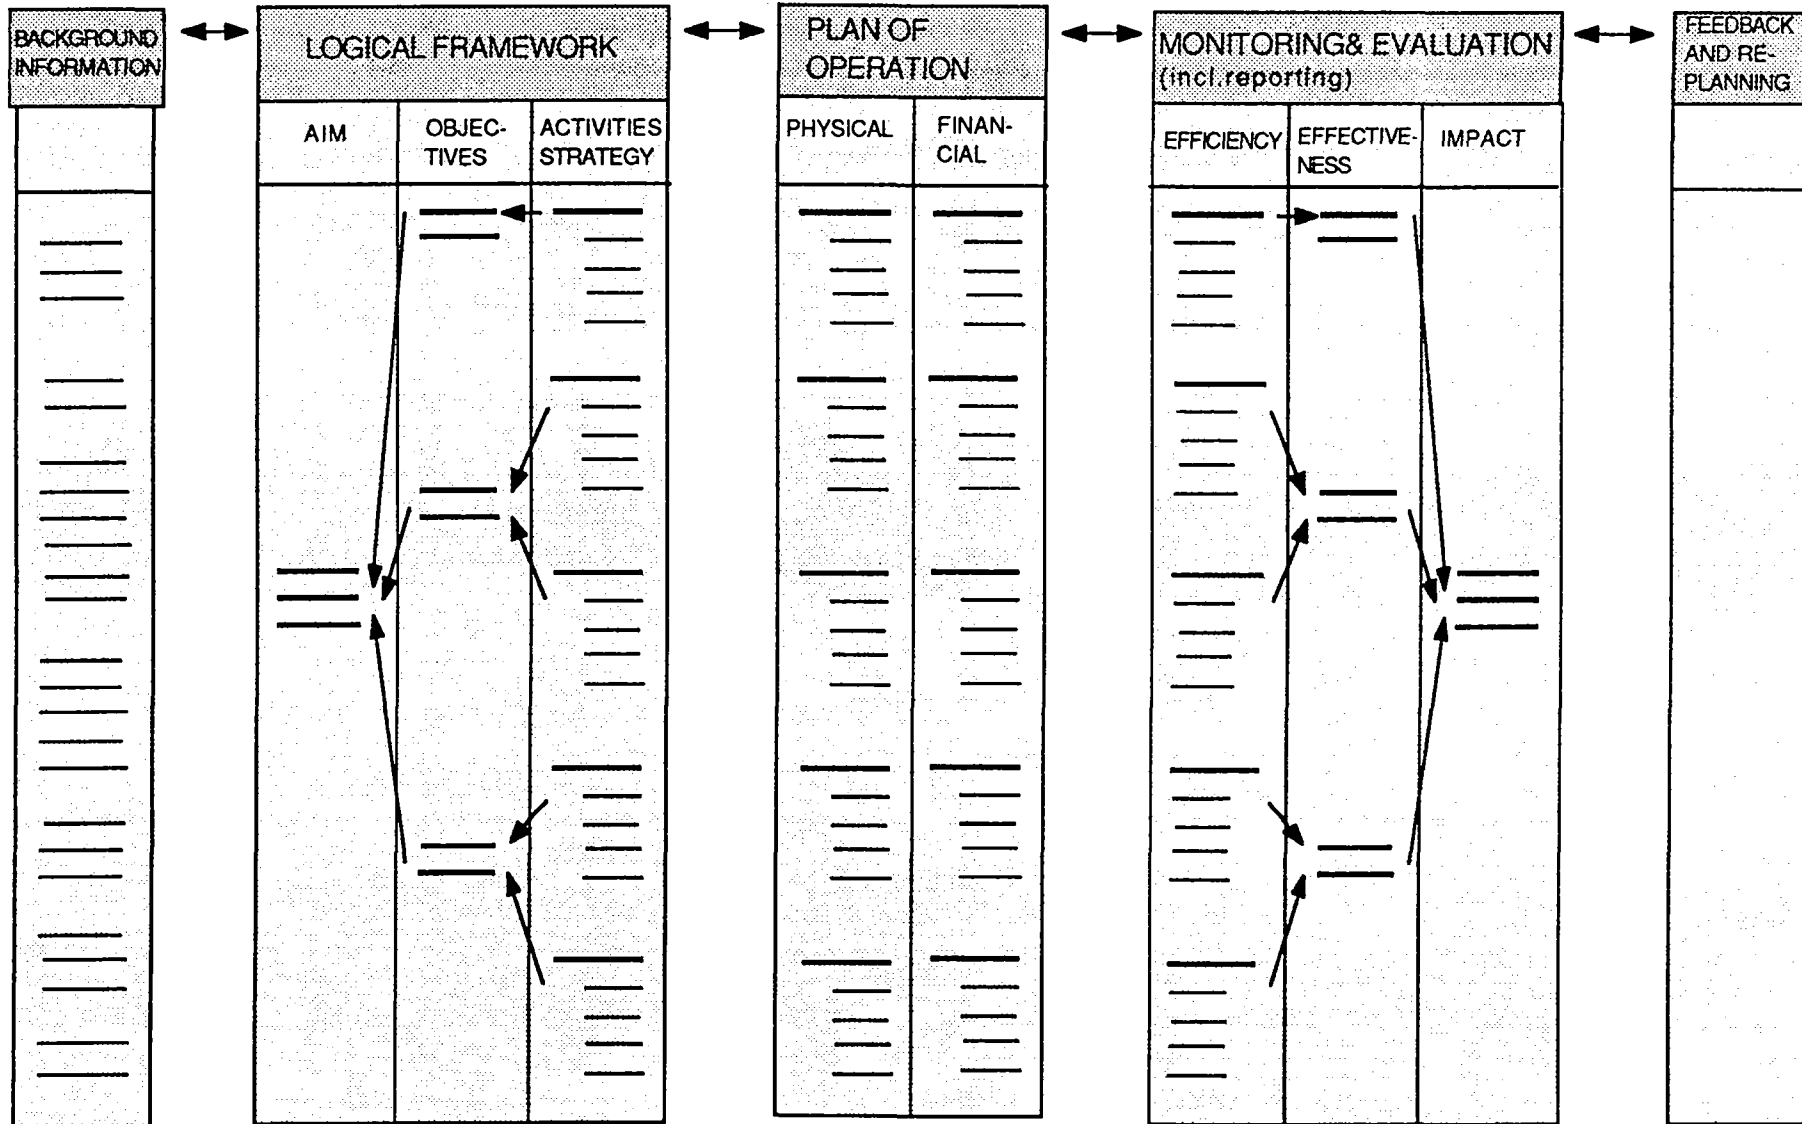 BACKGROUND
INFORMATION
LOGICAL FRAMEWORK
PLAN OF
OPERATION
MONITORING& EVALUATION
(incl.reporting)
FEEDBACK
AND RE-
PLANNING
AIM
OBJEC-
TIVES
ACTIVITIES
STRATEGY
PHYSICAL
FINAN-
CIAL
EFFICIENCY
EFFECTIVE-
NESS
IMPACT